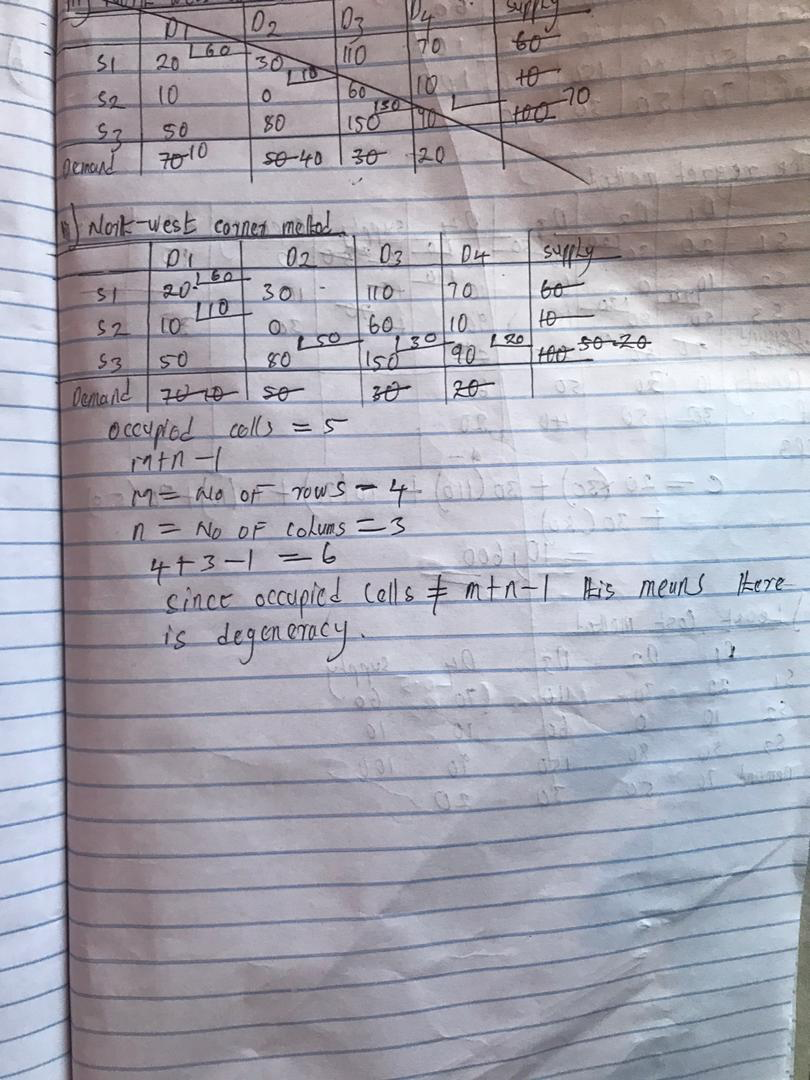 D1 D2 D3 D4 supply
S1 20 60 30 110 70 60
S2 10 0 10 60 10 10
S3 50 80 150 90 100 70
Demand 70 10 50 40 30 20
Nort-west corner method
D1 D2 D3 D4 supply
S1 20 60 30 110 70 60
S2 10 10 0 60 10 10
S3 50 80 50 150 30 90 20 100 50 20
Demand 70 10 50 30 20
occupied cells = 5
m+n-1
m = No of rows = 4
n = No of colums = 3
4+3-1 = 6
since occupied cells ≠ m+n-1 this means there
is degeneracy.